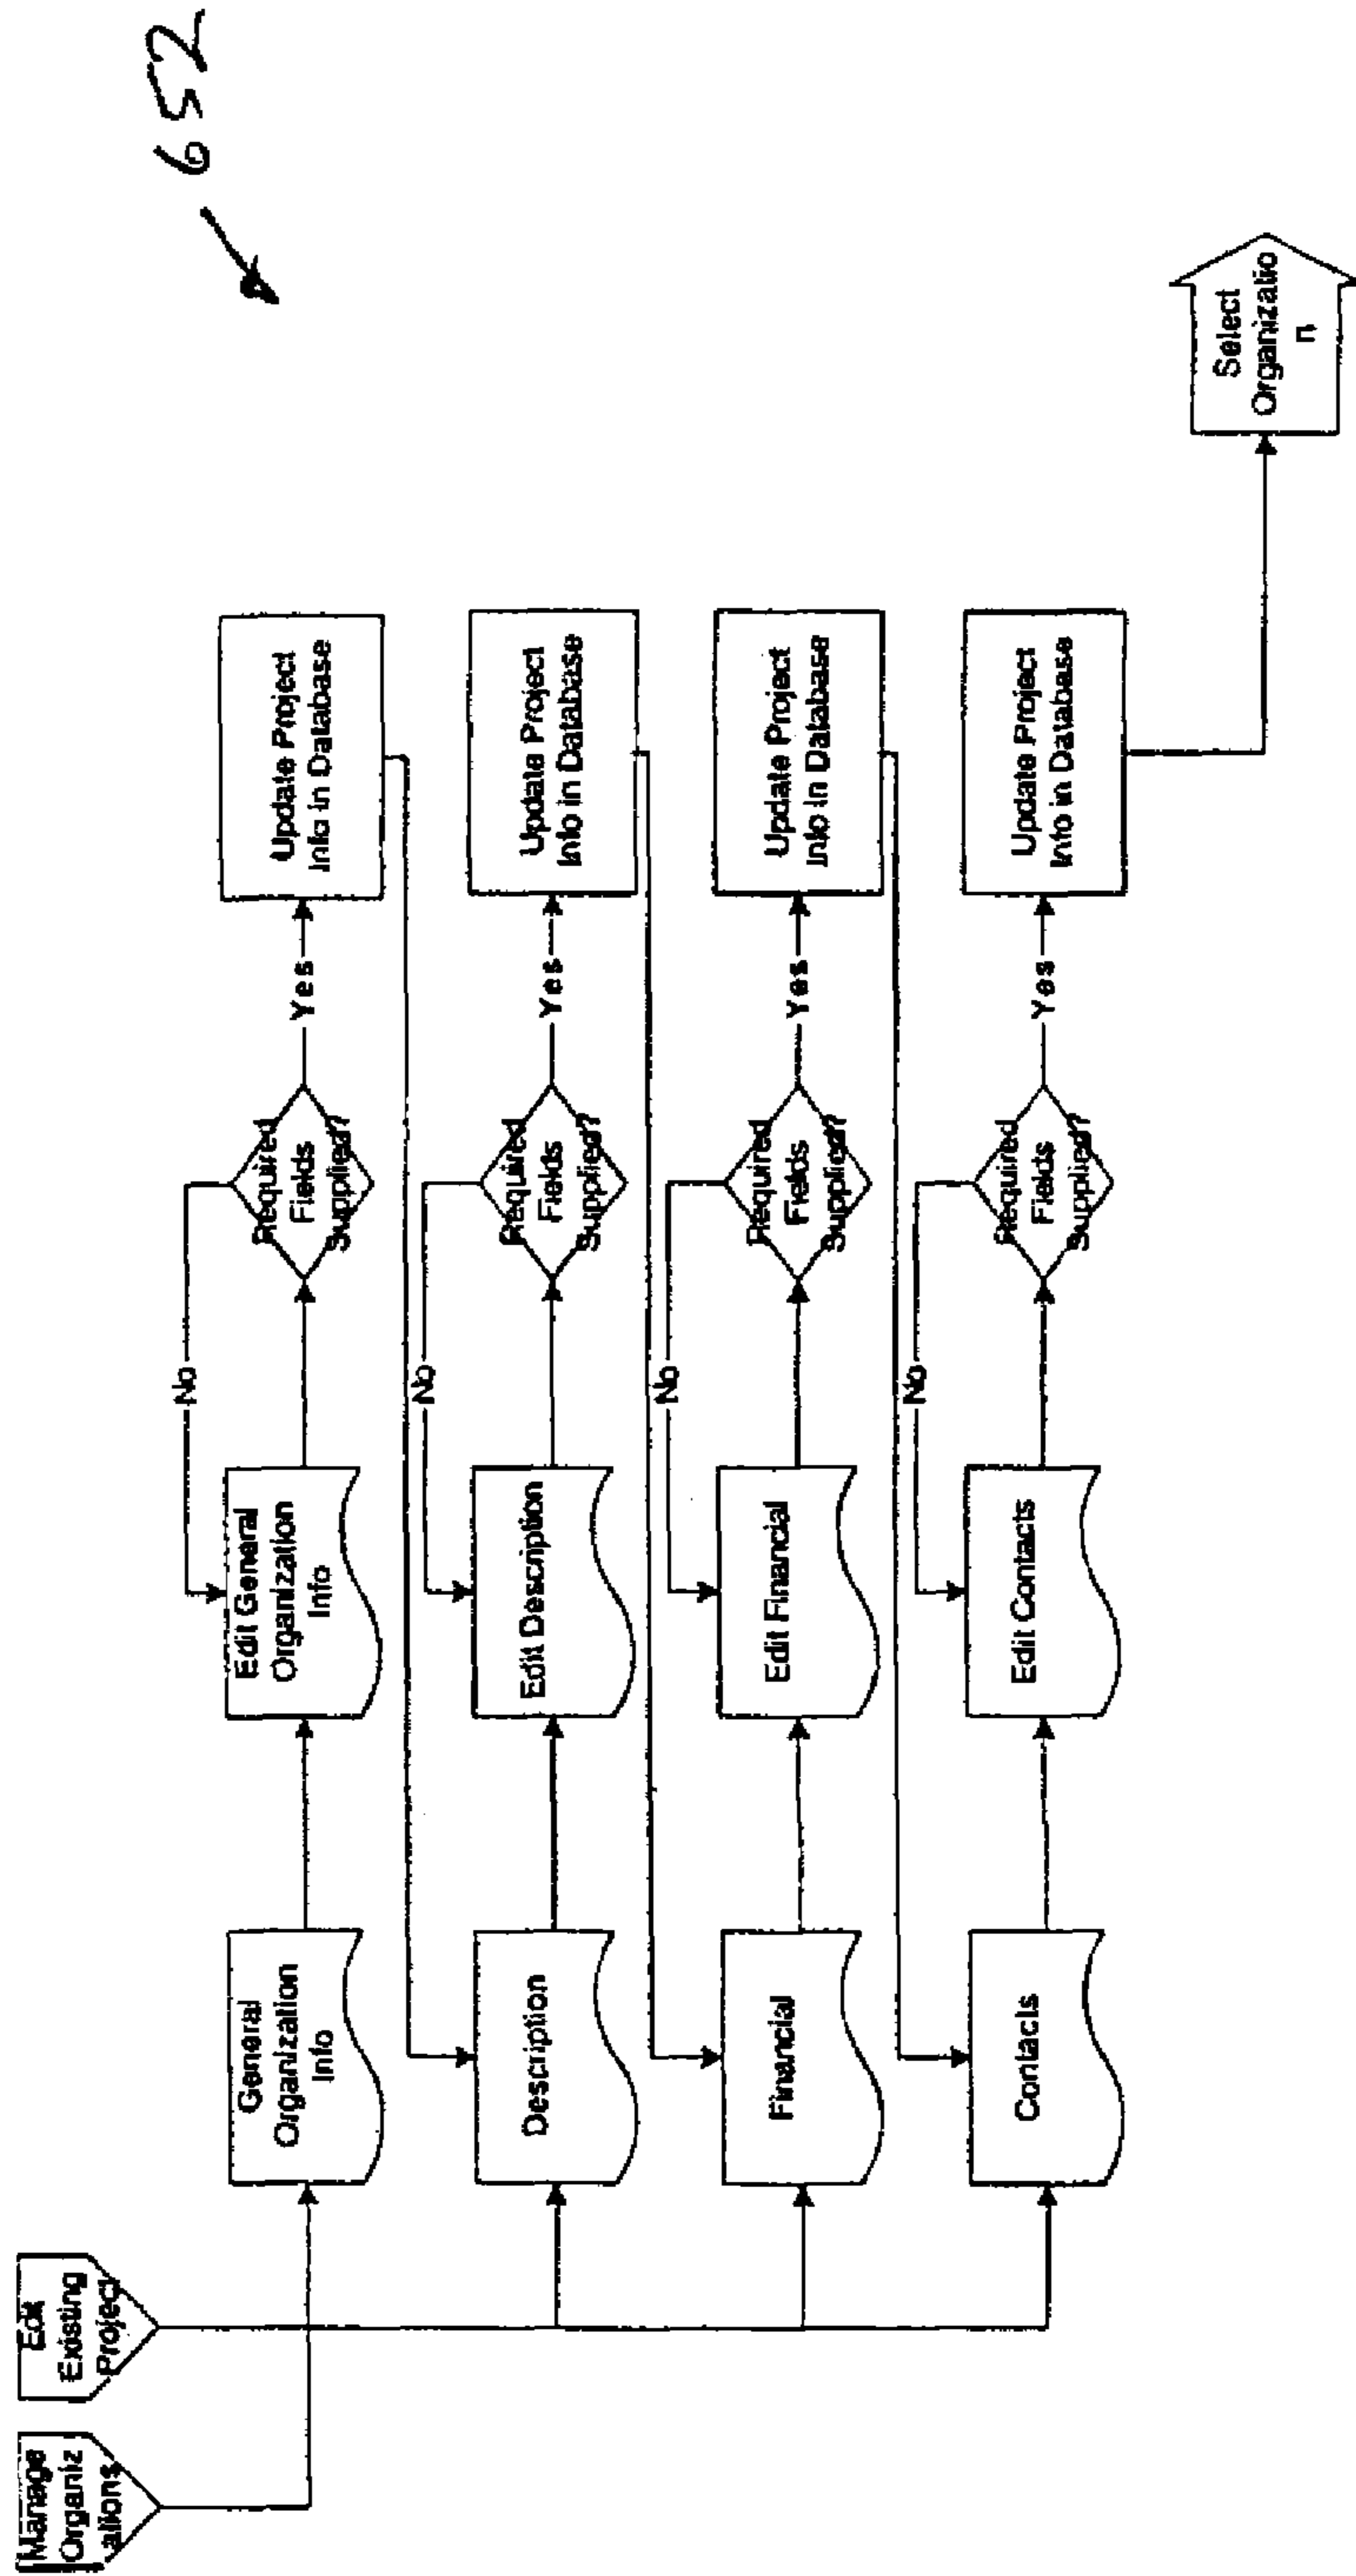 652
Manage
Organiz
ations
Edit
Existing
Project
General
Organization
Info
Edit General
Organization
Info
No
Required
Fields
Supplied?
Yes
Update Project
Info in Database
Description
Edit Description
No
Required
Fields
Supplied?
Yes
Update Project
Info in Database
Financial
Edit Financial
No
Required
Fields
Supplied?
Yes
Update Project
Info in Database
Contacts
Edit Contacts
No
Required
Fields
Supplied?
Yes
Update Project
Info in Database
Select
Organizatio
n